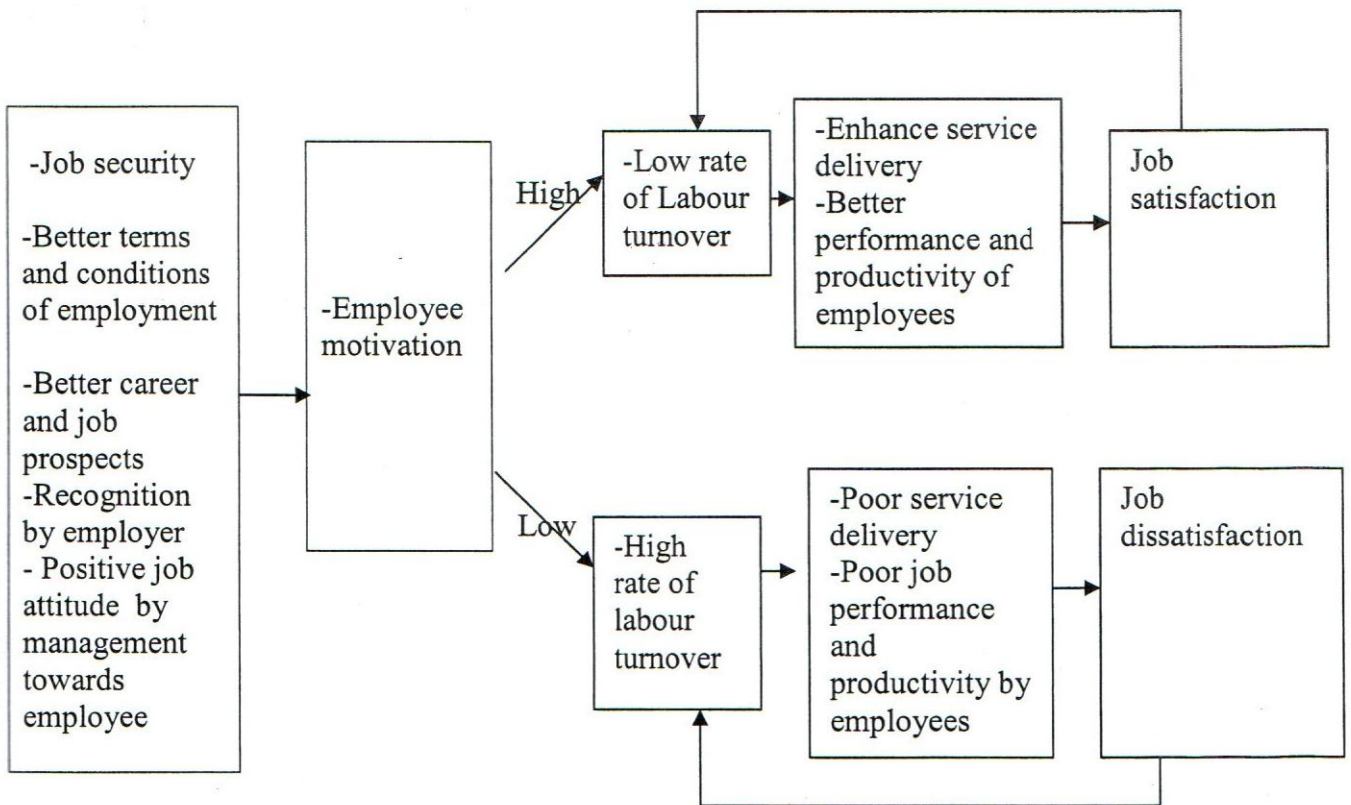 -Job security
-Better terms
and conditions
of employment
-Better career
and job
prospects
-Recognition
by employer
- Positive job
attitude by
management
towards
employee
-Employee
motivation
High
Low
-Low rate
of Labour
turnover
-Enhance service
delivery
-Better
performance and
productivity of
employees
Job
satisfaction
-High
rate of
labour
turnover
-Poor service
delivery
-Poor job
performance
and
productivity by
employees
Job
dissatisfaction